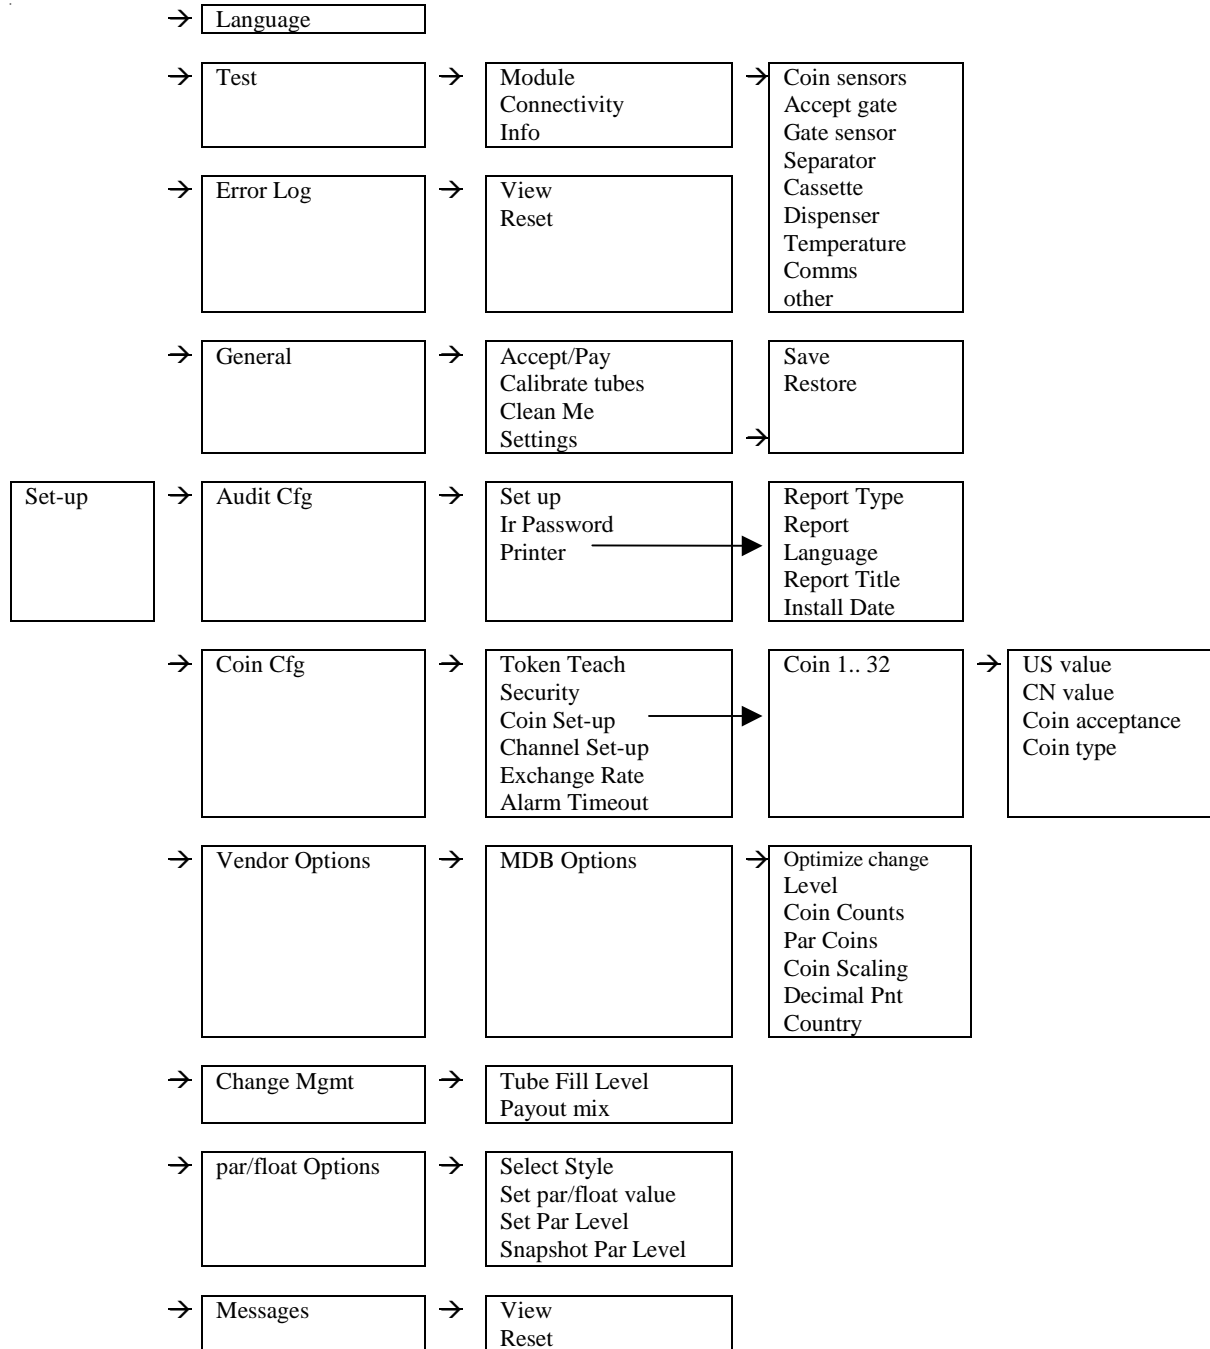 Language
Test
Module
Connectivity
Info
Coin sensors
Accept gate
Gate sensor
Separator
Cassette
Dispenser
Temperature
Comms
other
Error Log
View
Reset
General
Accept/Pay
Calibrate tubes
Clean Me
Settings
Save
Restore
Set-up
Audit Cfg
Set up
Ir Password
Printer
Report Type
Report
Language
Report Title
Install Date
Coin Cfg
Token Teach
Security
Coin Set-up
Channel Set-up
Exchange Rate
Alarm Timeout
Coin 1.. 32
US value
CN value
Coin acceptance
Coin type
Vendor Options
MDB Options
Optimize change
Level
Coin Counts
Par Coins
Coin Scaling
Decimal Pnt
Country
Change Mgmt
Tube Fill Level
Payout mix
par/float Options
Select Style
Set par/float value
Set Par Level
Snapshot Par Level
Messages
View
Reset